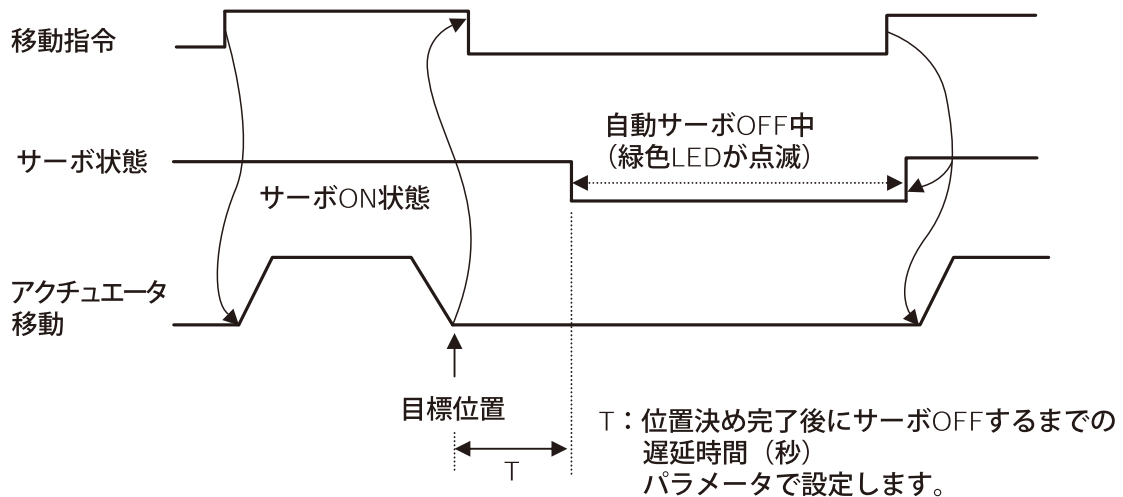 移動指令
自動サーボOFF中
（緑色LEDが点滅）
サーボ状態
サーボON状態
アクチュエータ
移動
目標位置
T
T：位置決め完了後にサーボOFFするまでの
遅延時間（秒）
パラメータで設定します。